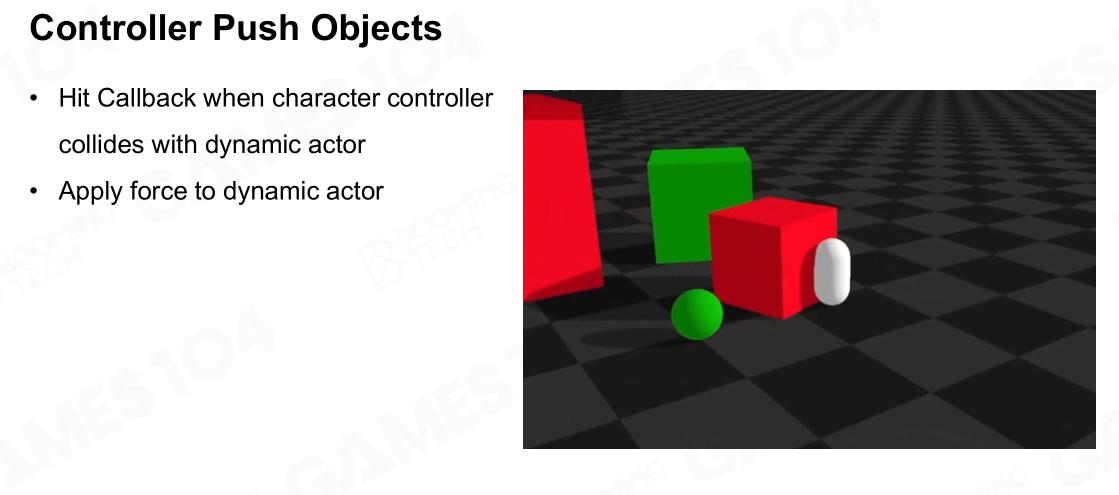 Controller Push Objects
• Hit Callback when character controller
collides with dynamic actor
• Apply force to dynamic actor
GAMES104
BOOMING
TECH
GAMES104